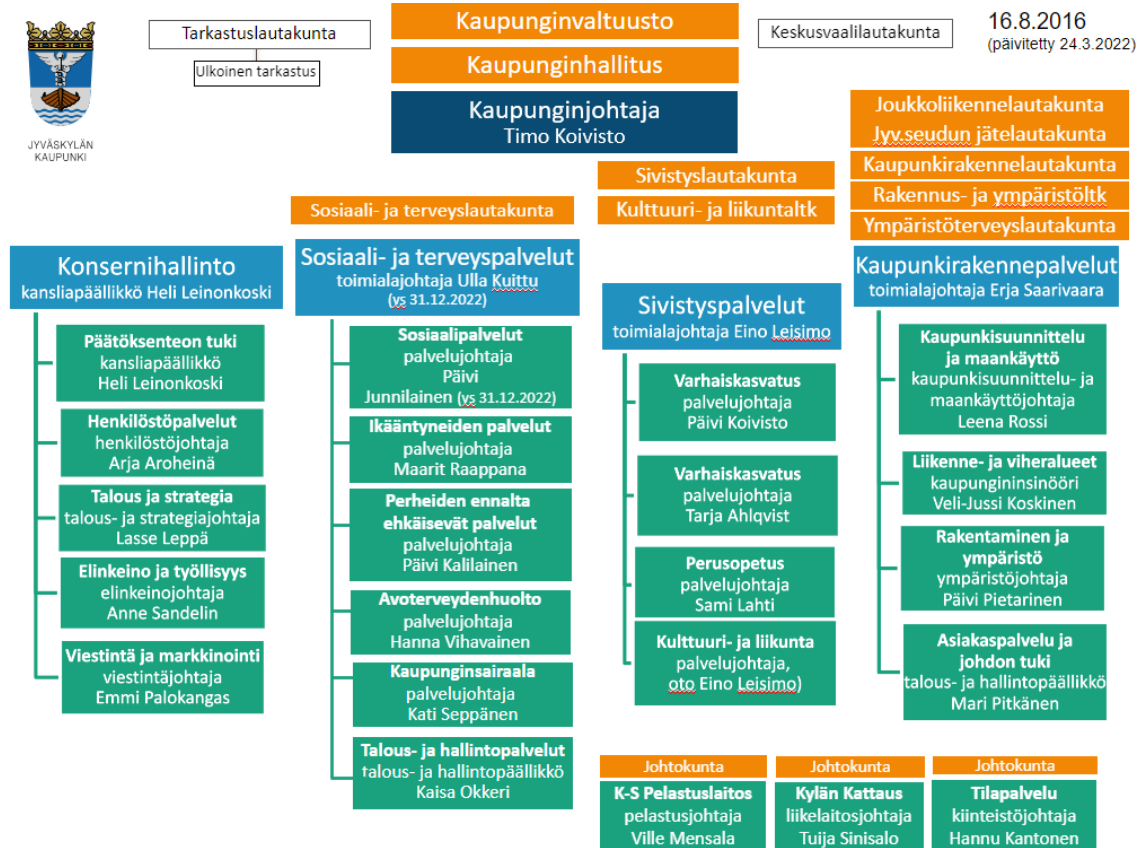 JYVÄSKYLÄN
KAUPUNKI
Tarkastuslautakunta
Ulkoinen tarkastus
Kaupunginvaltuusto
Kaupunginhallitus
Kaupunginjohtaja
Timo Koivisto
Keskusvaalilautakunta
16.8.2016
(päivitetty 24.3.2022)
Joukkoliikennelautakunta
Jyv.seudun jätelautakunta
Kaupunkirakennelautakunta
Rakennus- ja ympäristöltk
Ympäristöterveyslautakunta
Sivistyslautakunta
Kulttuuri- ja liikuntaltk
Sosiaali- ja terveyslautakunta
Konsernihallinto
kansliapäällikkö Heli Leinonkoski
Päätöksenteon tuki
kansliapäällikkö
Heli Leinonkoski
Henkilöstöpalvelut
henkilöstöjohtaja
Arja Aroheinä
Talous ja strategia
talous- ja strategiajohtaja
Lasse Leppä
Elinkeino ja työllisyys
elinkeinojohtaja
Anne Sandelin
Viestintä ja markkinointi
viestintäjohtaja
Emmi Palokangas
Sosiaali- ja terveyspalvelut
toimialajohtaja Ulla Kuittu
(vs 31.12.2022)
Sosiaalipalvelut
palvelujohtaja
Päivi
Junnilainen (vs 31.12.2022)
Ikääntyneiden palvelut
palvelujohtaja
Maarit Raappana
Perheiden ennalta
ehkäisevät palvelut
palvelujohtaja
Päivi Kalilainen
Avoterveydenhuolto
palvelujohtaja
Hanna Vihavainen
Kaupunginsairaala
palvelujohtaja
Kati Seppänen
Talous- ja hallintopalvelut
talous- ja hallintopäällikkö
Kaisa Okkeri
Sivistyspalvelut
toimialajohtaja Eino Leisimo
Varhaiskasvatus
palvelujohtaja
Päivi Koivisto
Varhaiskasvatus
palvelujohtaja
Tarja Ahlqvist
Perusopetus
palvelujohtaja
Sami Lahti
Kulttuuri- ja liikunta
palvelujohtaja,
oto Eino Leisimo)
Kaupunkirakennepalvelut
toimialajohtaja Erja Saarivaara
Kaupunkisuunnittelu
ja maankäyttö
kaupunkisuunnittelu- ja
maankäyttöjohtaja
Leena Rossi
Liikenne- ja viheralueet
kaupungininsinööri
Veli-Jussi Koskinen
Rakentaminen ja
ympäristö
ympäristöjohtaja
Päivi Pietarinen
Asiakaspalvelu ja
johdon tuki
talous- ja hallintopäällikkö
Mari Pitkänen
Johtokunta
K-S Pelastuslaitos
pelastusjohtaja
Ville Mensala
Johtokunta
Kylän Kattaus
liikelaitosjohtaja
Tuija Sinisalo
Johtokunta
Tilapalvelu
kiinteistöjohtaja
Hannu Kantonen